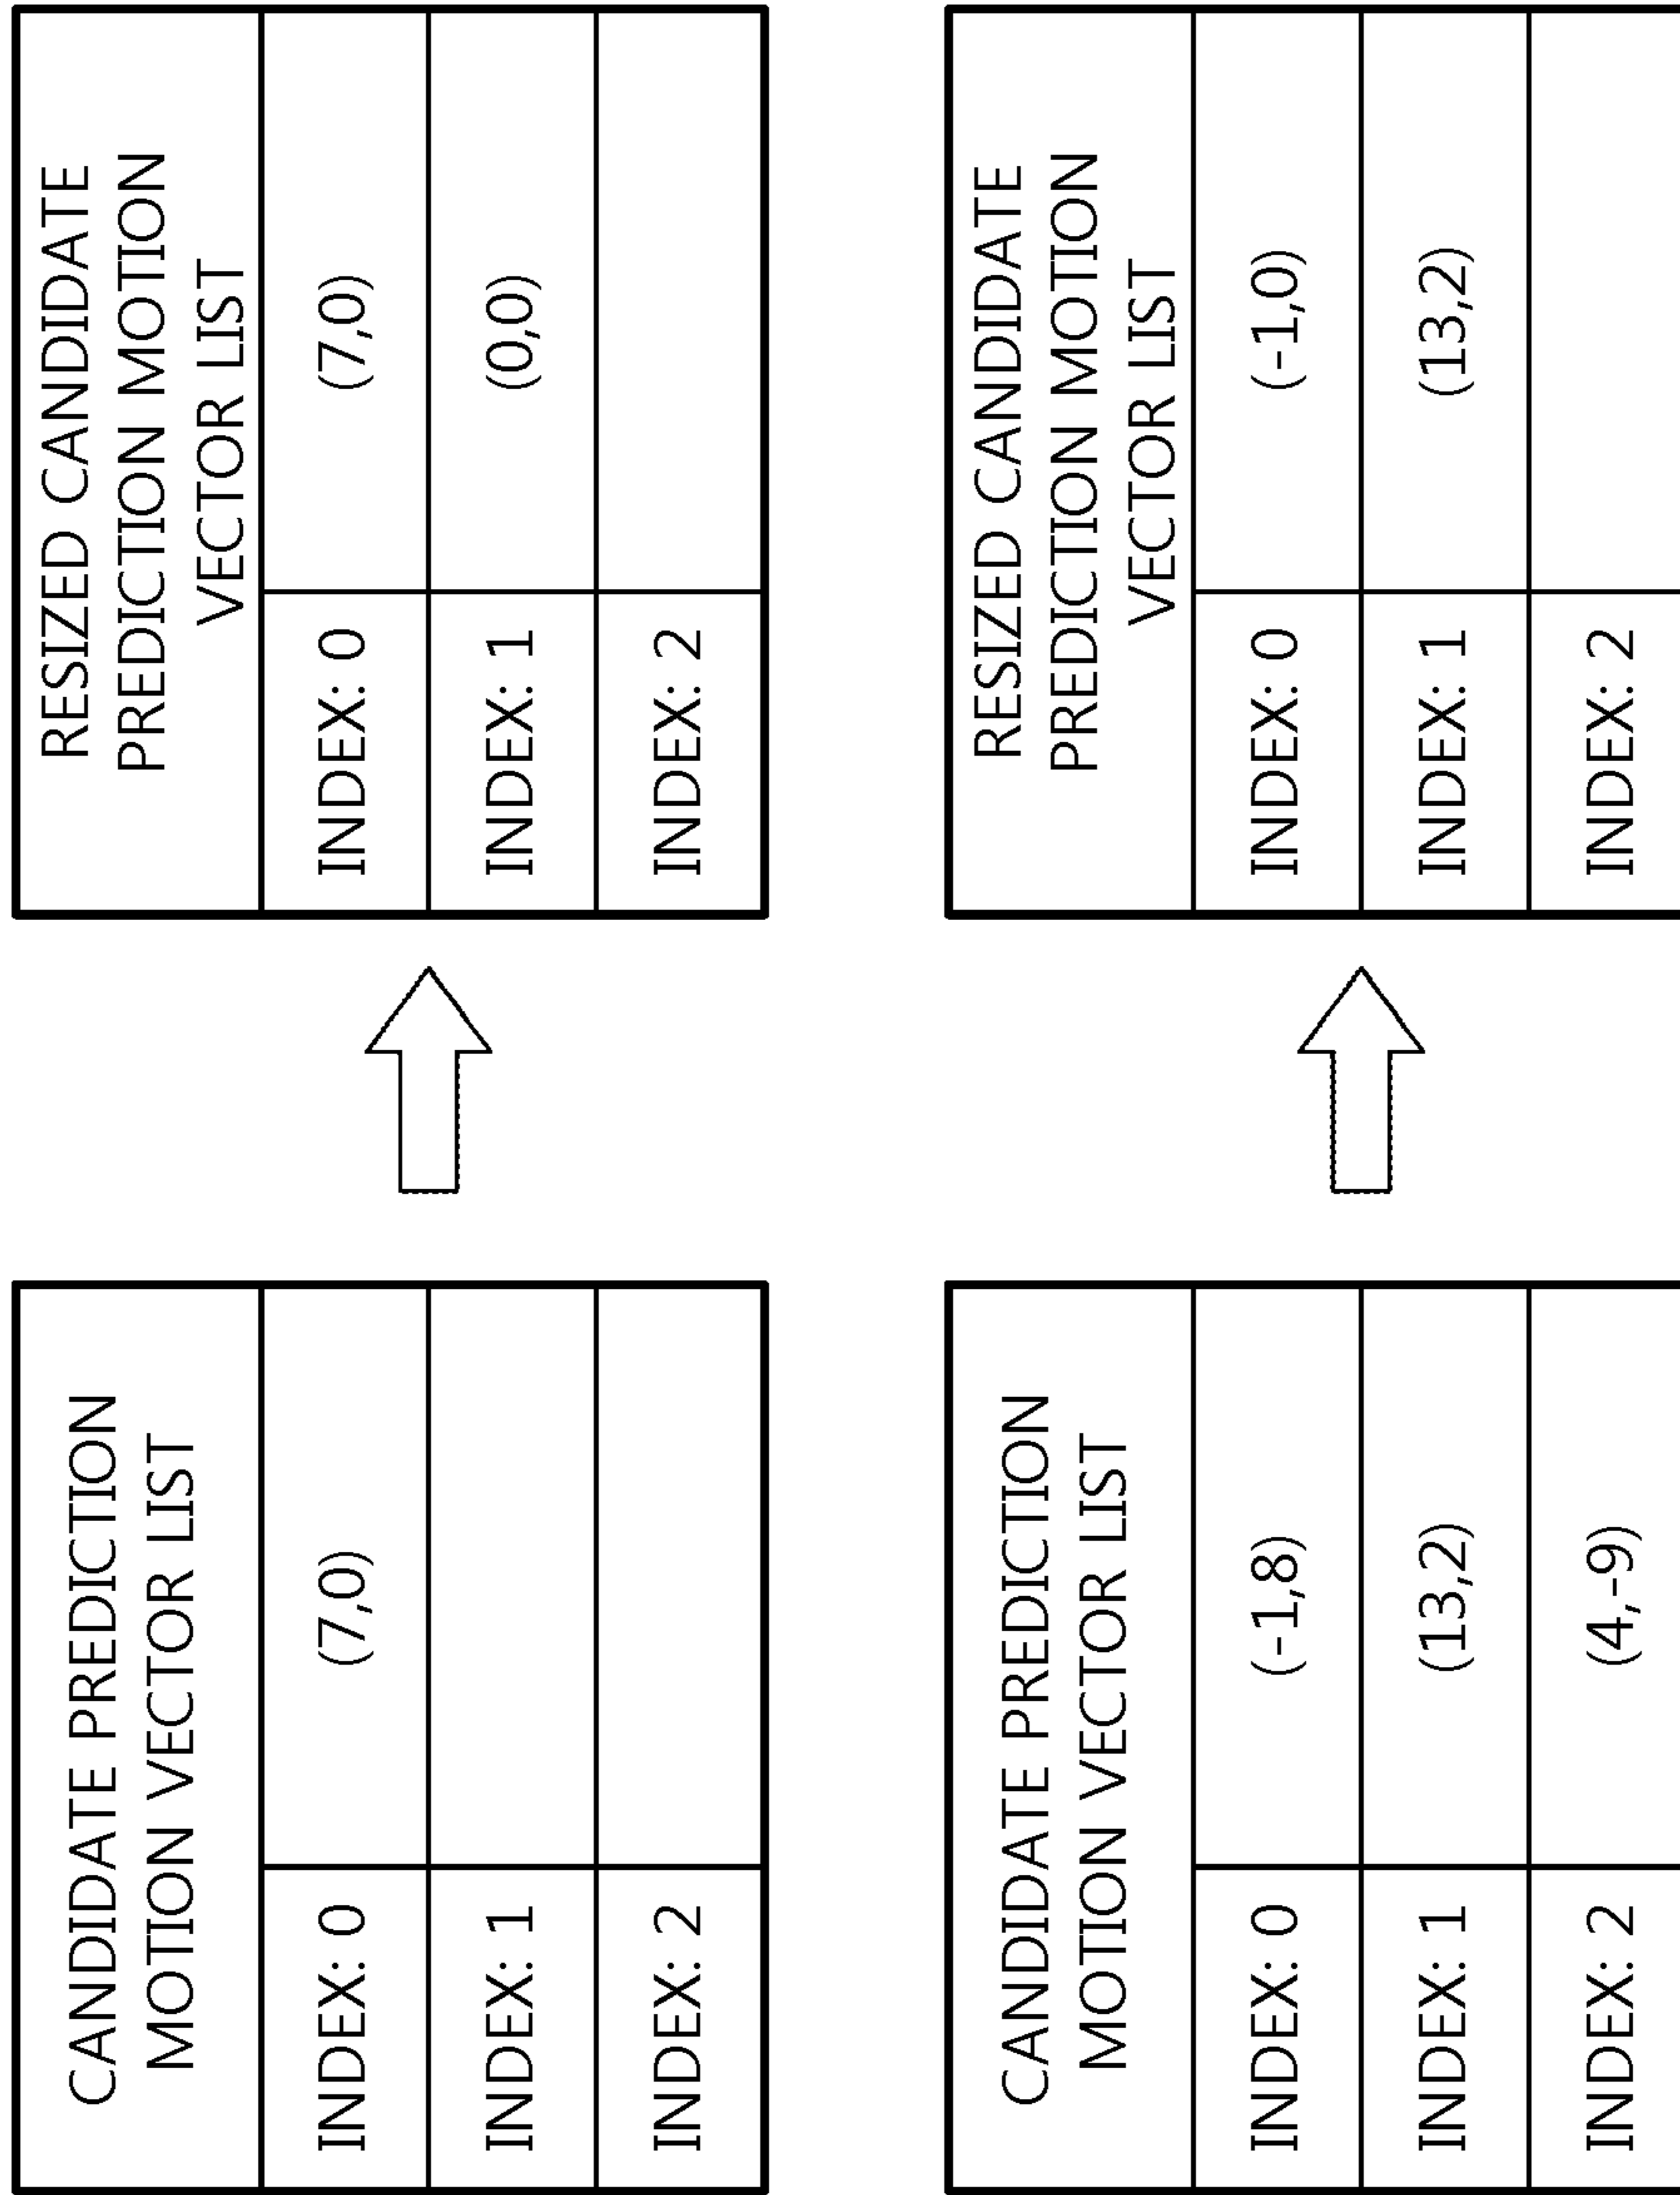 CANDIDATE PREDICTION
MOTION VECTOR LIST
INDEX: 0 (7,0)
INDEX: 1
INDEX: 2
RESIZED CANDIDATE
PREDICTION MOTION
VECTOR LIST
INDEX: 0 (7,0)
INDEX: 1 (0,0)
INDEX: 2
CANDIDATE PREDICTION
MOTION VECTOR LIST
INDEX: 0 (-1,8)
INDEX: 1 (13,2)
INDEX: 2 (4,-9)
RESIZED CANDIDATE
PREDICTION MOTION
VECTOR LIST
INDEX: 0 (-1,0)
INDEX: 1 (13,2)
INDEX: 2